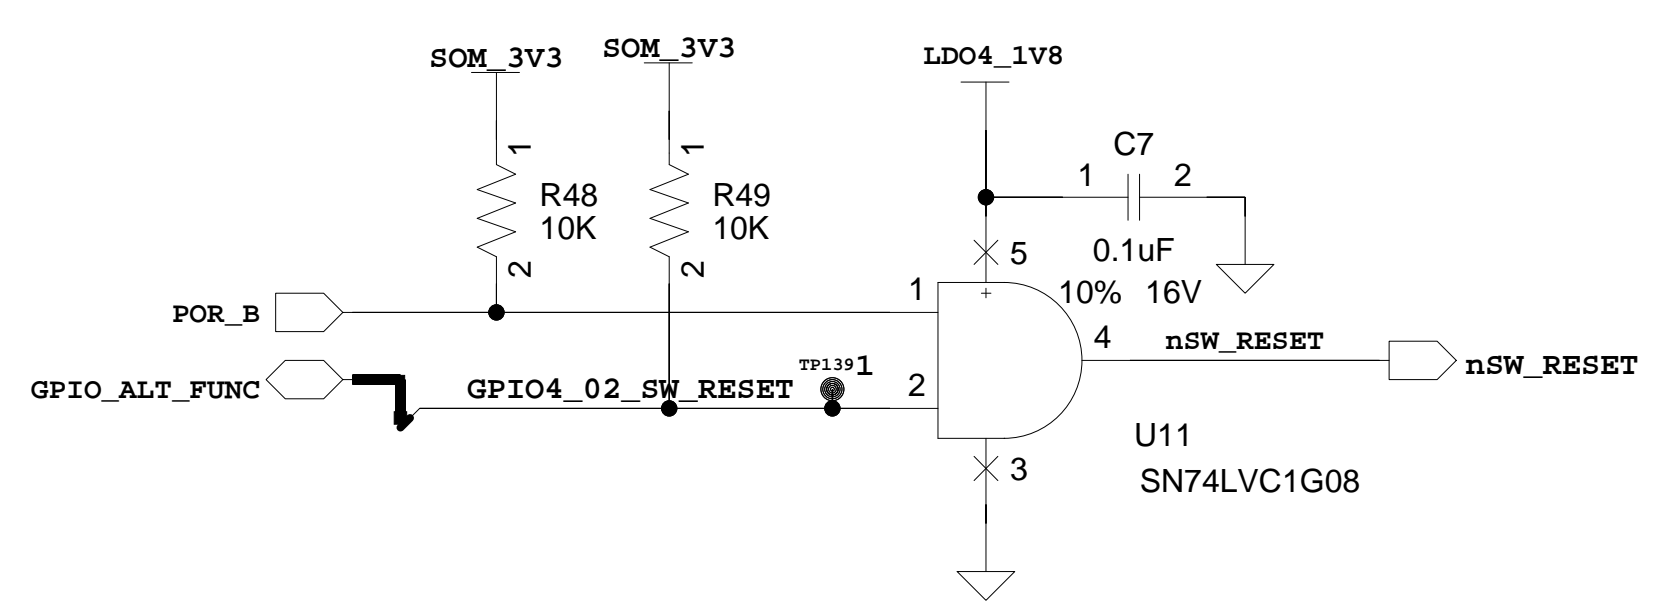 SOM_3V3
SOM_3V3
LDO4_1V8
C7
1
2
1
1
R48
10K
R49
10K
2
2
5
0.1uF
10%
16V
+
1
POR_B
4
nSW_RESET
nSW_RESET
TP139
1
GPIO_ALT_FUNC
GPIO4_02_SW_RESET
2
U11
3
SN74LVC1G08